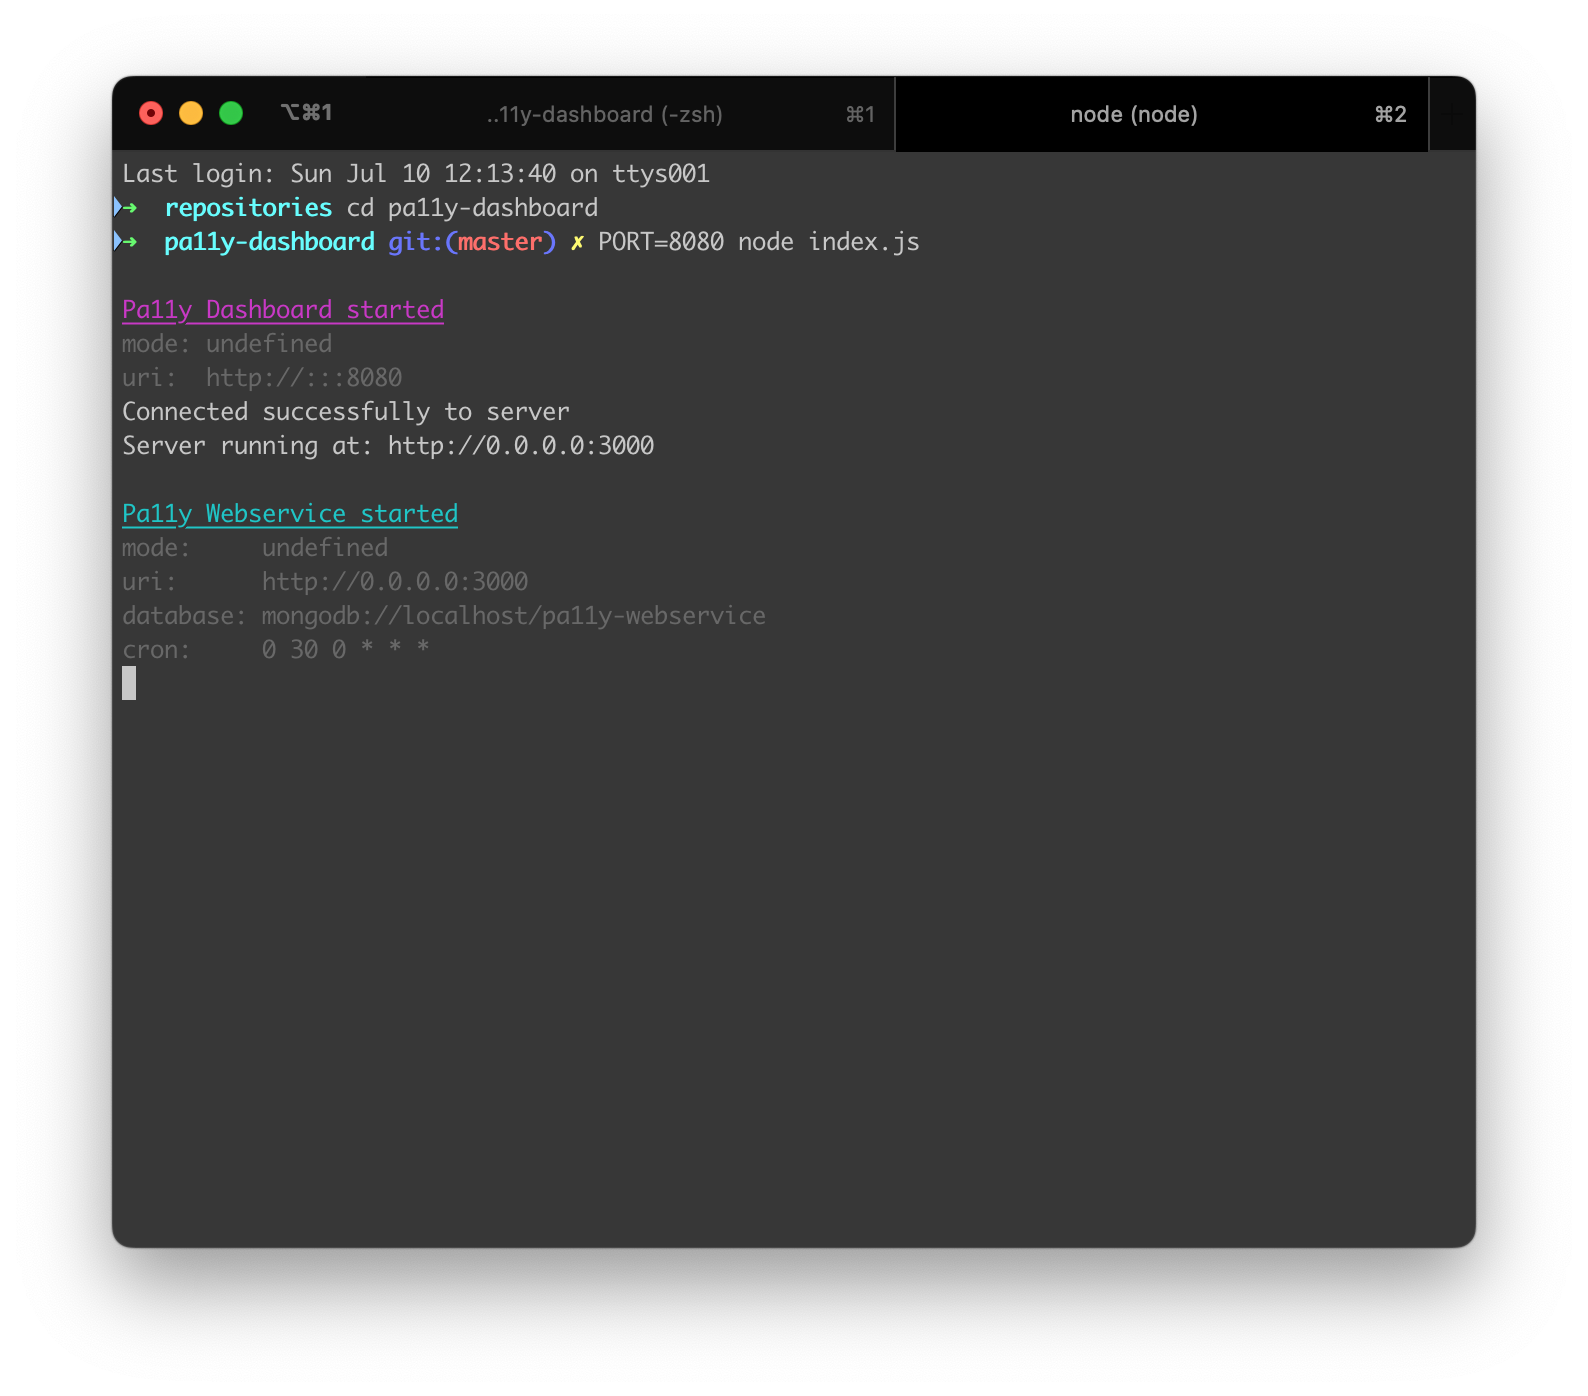 ⌥⌘1 ..11y-dashboard (-zsh) ⌘1 node (node) ⌘2
Last login: Sun Jul 10 12:13:40 on ttys001
➜  repositories cd pa11y-dashboard
➜  pa11y-dashboard git:(master) ✗ PORT=8080 node index.js
Pa11y Dashboard started
mode: undefined
uri:  http://:::8080
Connected successfully to server
Server running at: http://0.0.0.0:3000
Pa11y Webservice started
mode:     undefined
uri:      http://0.0.0.0:3000
database: mongodb://localhost/pa11y-webservice
cron:     0 30 0 * * *